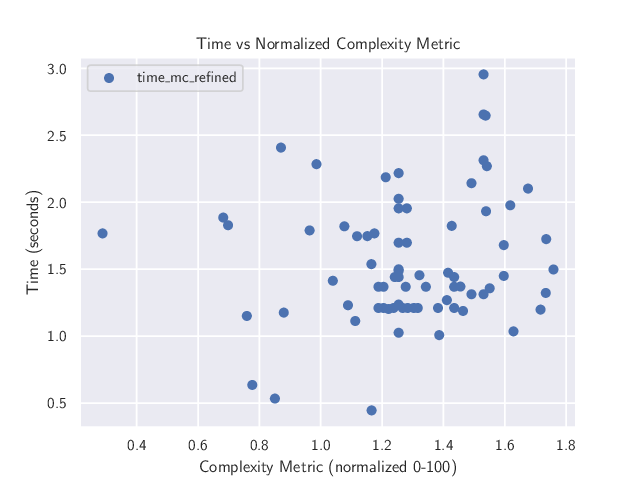 Time vs Normalized Complexity Metric
time_mc_refined
3.0
2.5
2.0
1.5
1.0
0.5
Time (seconds)
0.4 0.6 0.8 1.0 1.2 1.4 1.6 1.8
Complexity Metric (normalized 0-100)